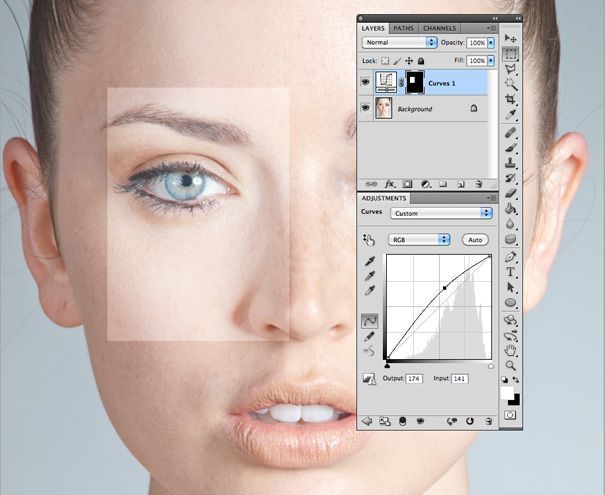 LAYERS PATHS CHANNELS
Normal Opacity: 100%
Lock: Fill: 100%
Curves 1
Background
fx
ADJUSTMENTS
Curves Custom
RGB Auto
Output: 174 Input: 141
T